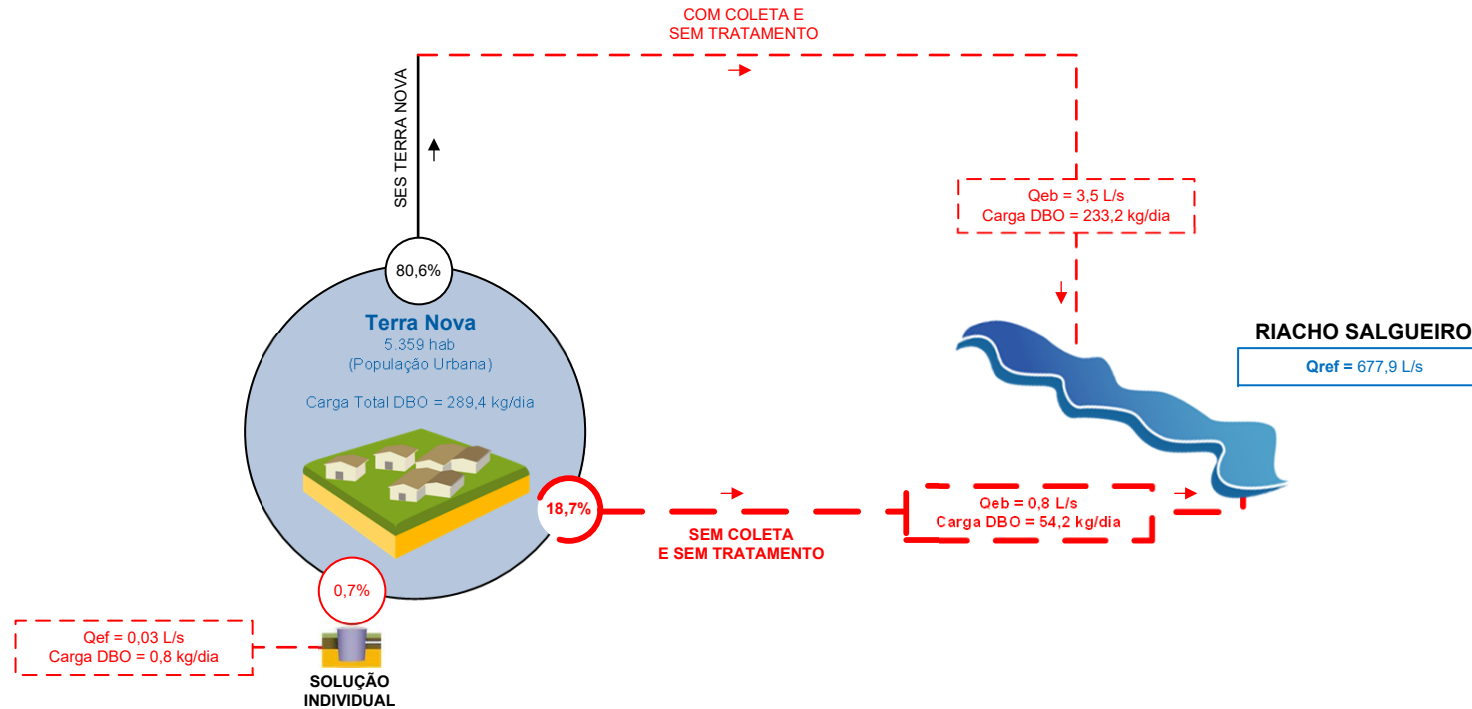 COM COLETA E
SEM TRATAMENTO
SES TERRA NOVA
Qeb = 3,5 L/s
Carga DBO = 233,2 kg/dia
80,6%
Terra Nova
5.359 hab
(População Urbana)
Carga Total DBO = 289,4 kg/dia
RIACHO SALGUEIRO
Qref = 677,9 L/s
18,7%
SEM COLETA
E SEM TRATAMENTO
Qeb = 0,8 L/s
Carga DBO = 54,2 kg/dia
0,7%
Qef = 0,03 L/s
Carga DBO = 0,8 kg/dia
SOLUÇÃO
INDIVIDUAL